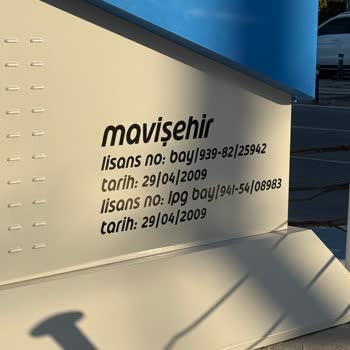 mavişehir
lisans no: bay/939-82/25942
tarih: 29/04/2009
lisans no: lpg bay/941-54/08983
tarih: 29/04/2009